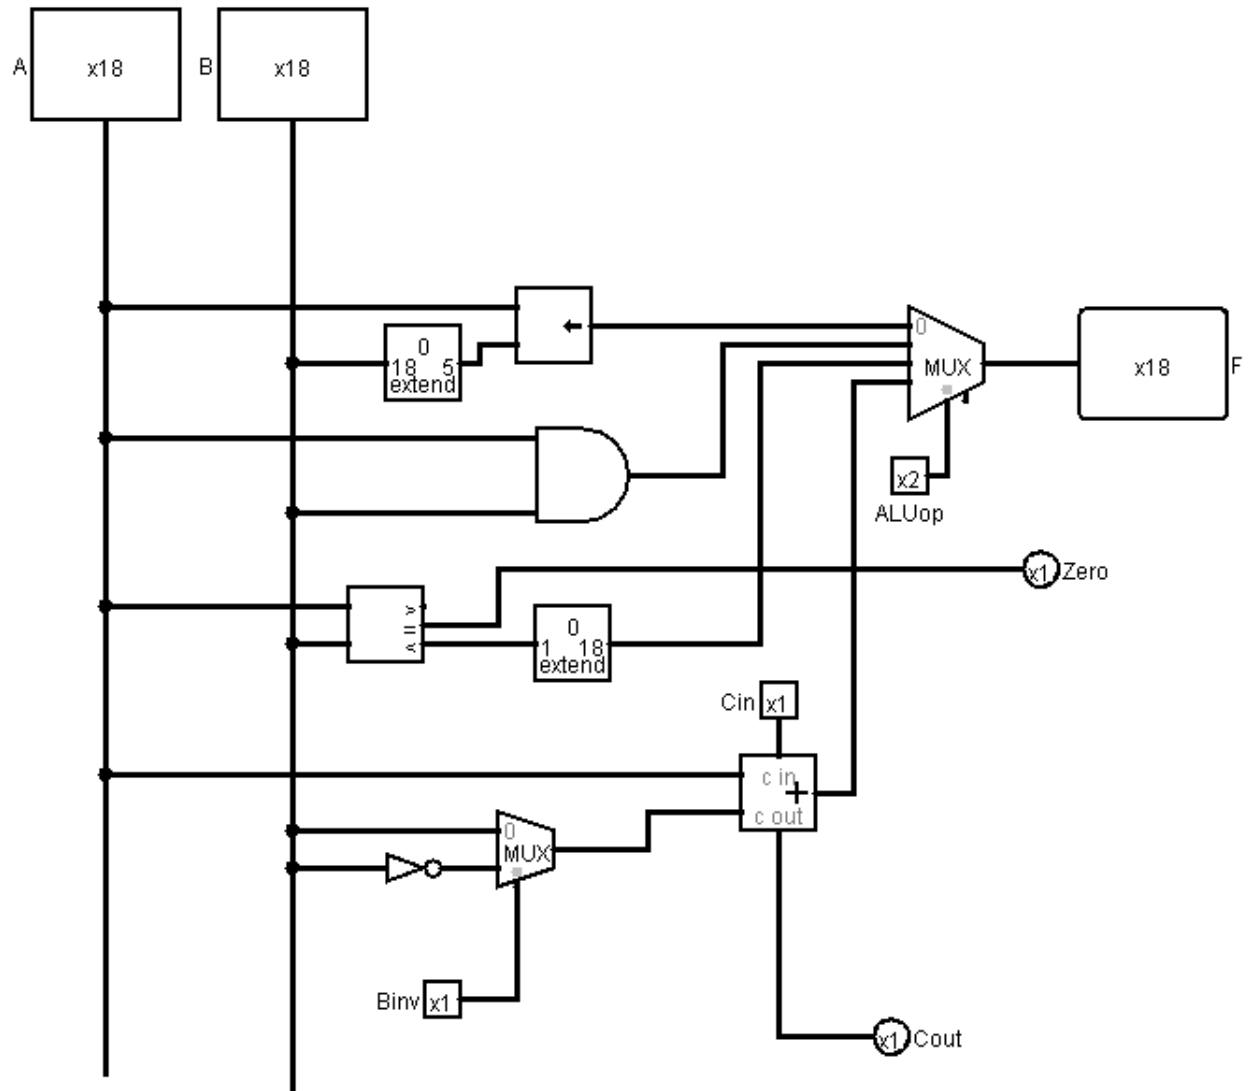 A x18 B x18
0
18 5
extend
0
MUX
x18 F
x2
ALUop
x1 Zero
>
=
<
0
1 18
extend
Cin x1
c in
+
c out
0
MUX
Binv x1
x1 Cout